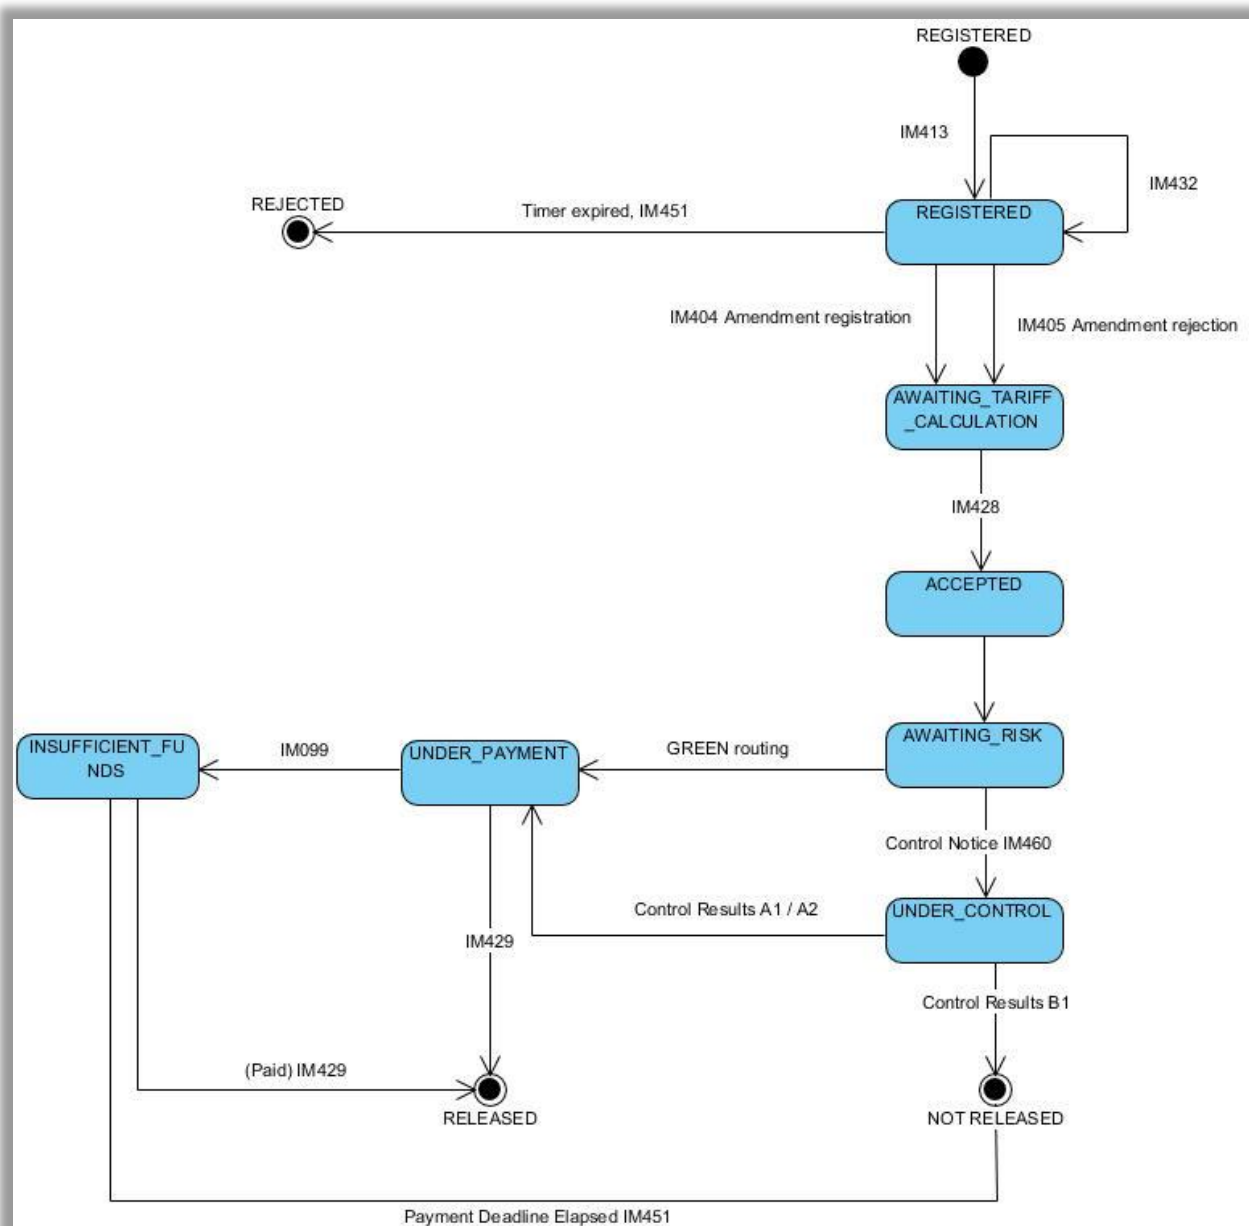 REGISTERED
IM413
IM432
REJECTED
Timer expired, IM451
REGISTERED
IM404 Amendment registration
IM405 Amendment rejection
AWAITING_TARIFF
_CALCULATION
IM428
ACCEPTED
INSUFFICIENT_FU
NDS
IM099
UNDER_PAYMENT
GREEN routing
AWAITING_RISK
Control Notice IM460
Control Results A1 / A2
UNDER_CONTROL
IM429
Control Results B1
(Paid) IM429
RELEASED
NOT RELEASED
Payment Deadline Elapsed IM451